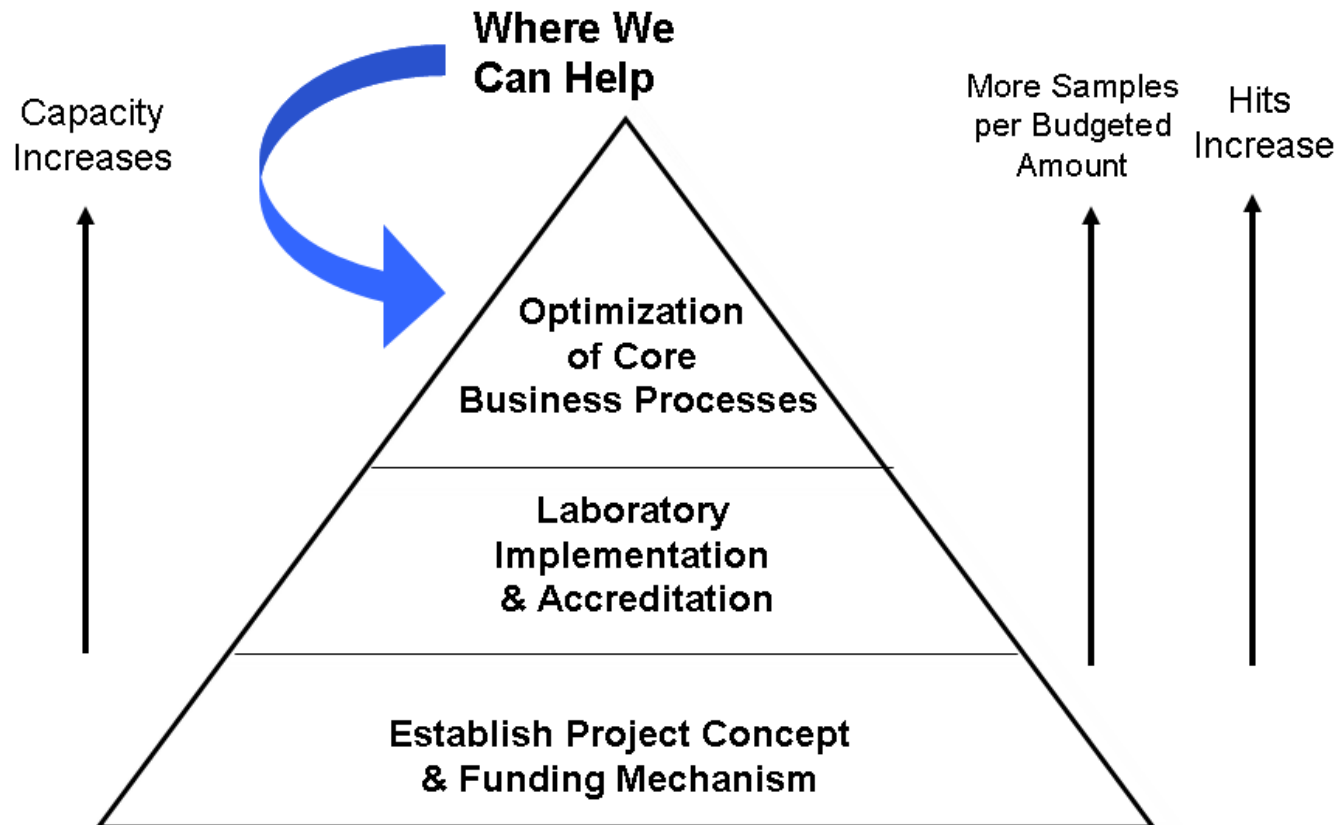 Where We
Can Help
Capacity
Increases
More Samples
per Budgeted
Amount
Hits
Increase
Optimization
of Core
Business Processes
Laboratory
Implementation
& Accreditation
Establish Project Concept
& Funding Mechanism